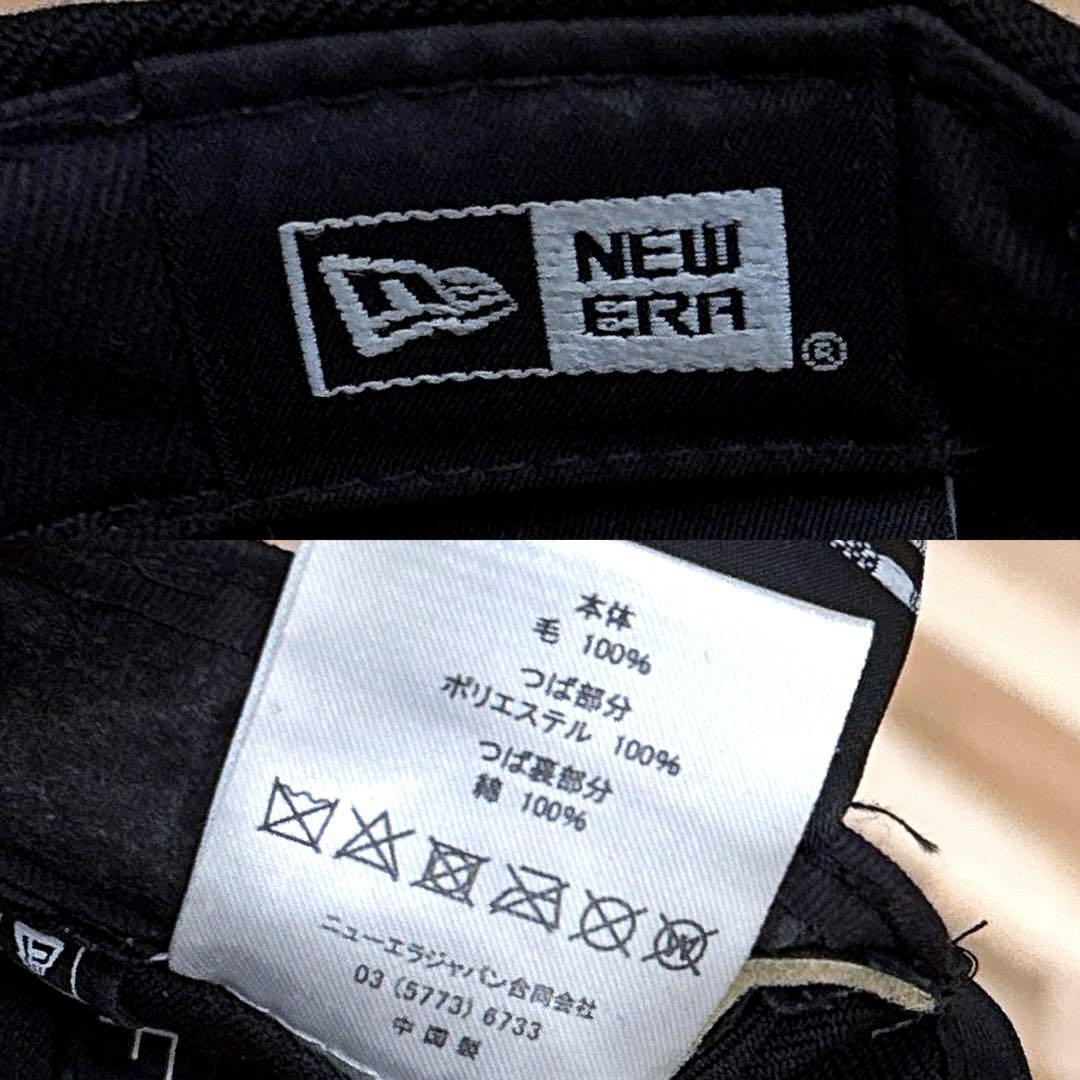 NEW
ERA
®
本体
毛 100%
つば部分
ポリエステル 100%
つば裏部分
綿 100%
W
ニューエラジャパン合同会社
03 (5773) 6733
中国製